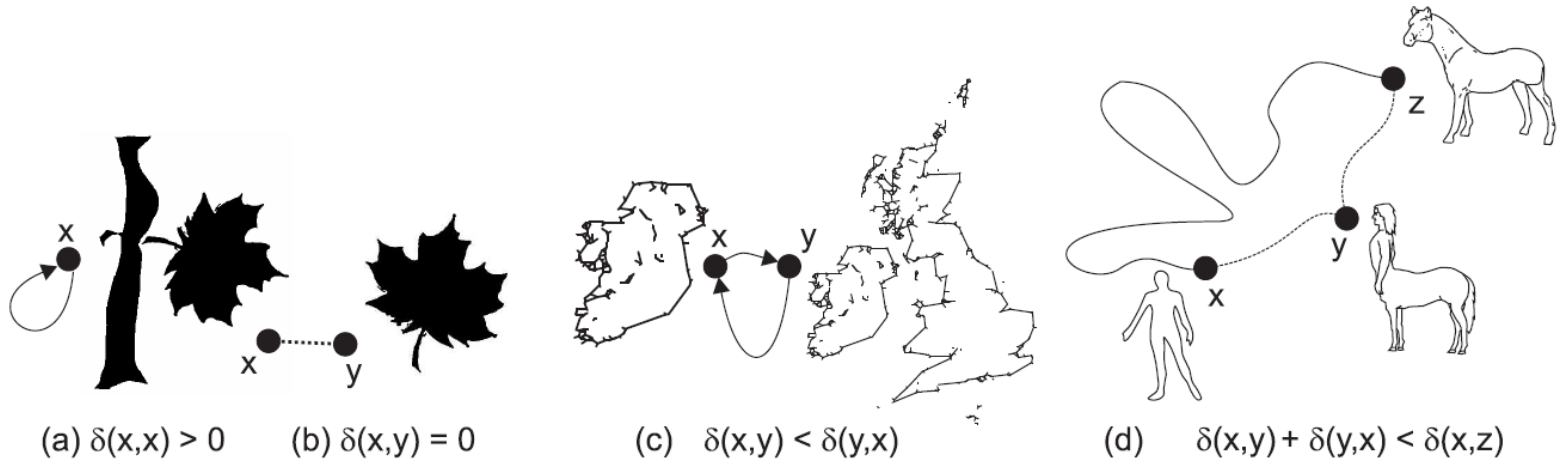 x
x
y
x
y
z
y
x
(a) δ(x,x) > 0
(b) δ(x,y) = 0
(c) δ(x,y) < δ(y,x)
(d) δ(x,y) + δ(y,x) < δ(x,z)